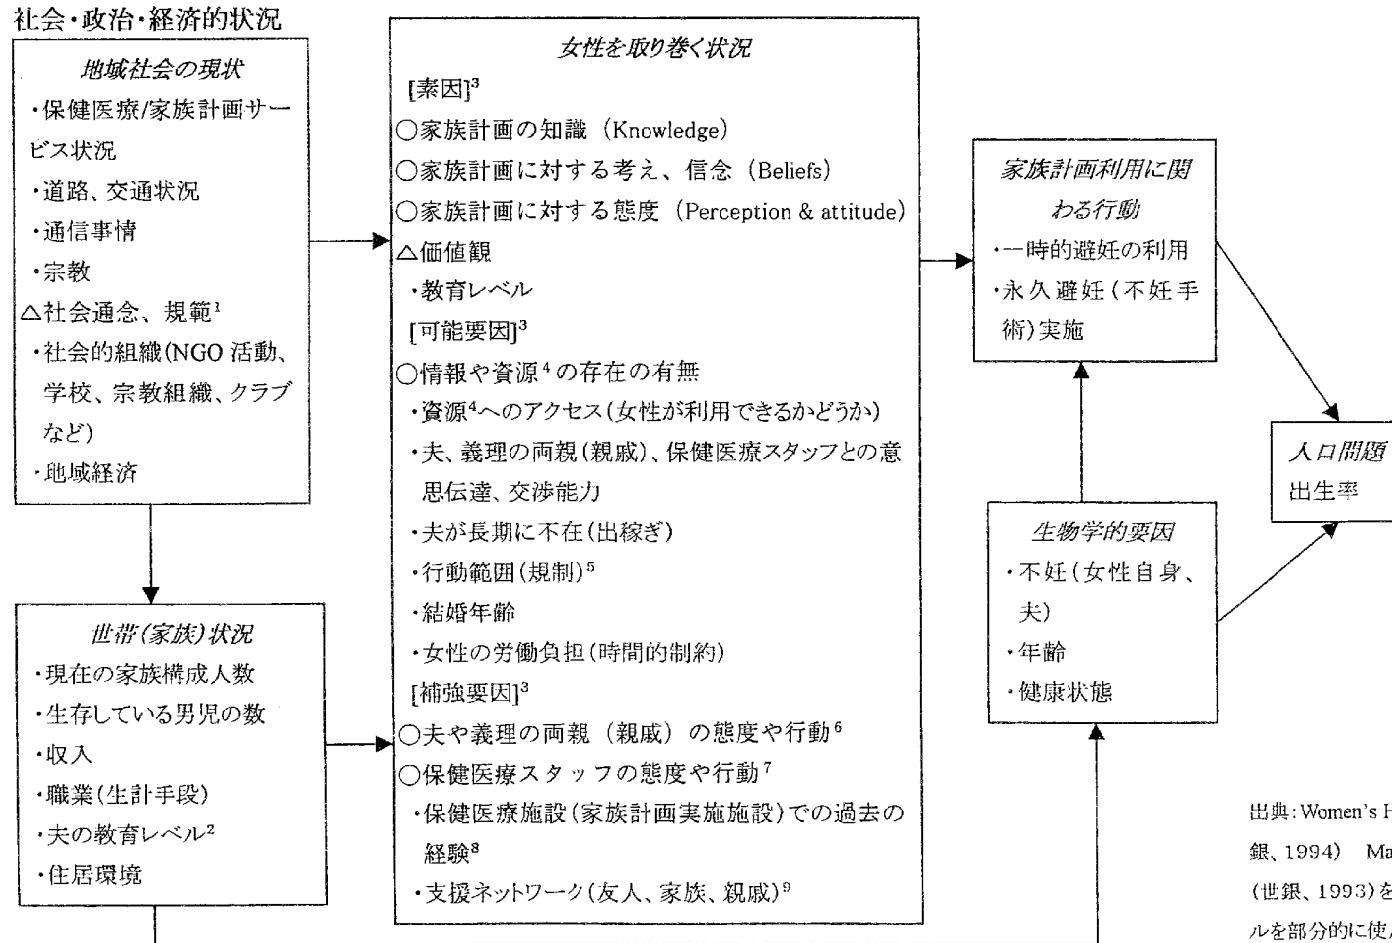 社会・政治・経済的状況
地域社会の現状
・保健医療/家族計画サー
ビス状況
・道路、交通状況
・通信事情
・宗教
△社会通念、規範¹
・社会的組織(NGO 活動、
学校、宗教組織、クラブ
など)
・地域経済
世帯(家族)状況
・現在の家族構成人数
・生存している男児の数
・収入
・職業(生計手段)
・夫の教育レベル²
・住居環境
女性を取り巻く状況
[素因]³
○家族計画の知識（Knowledge）
○家族計画に対する考え、信念（Beliefs）
○家族計画に対する態度（Perception & attitude）
△価値観
・教育レベル
[可能要因]³
○情報や資源⁴の存在の有無
・資源⁴へのアクセス(女性が利用できるかどうか)
・夫、義理の両親(親戚)、保健医療スタッフとの意
思伝達、交渉能力
・夫が長期に不在(出稼ぎ)
・行動範囲(規制)⁵
・結婚年齢
・女性の労働負担(時間的制約)
[補強要因]³
○夫や義理の両親（親戚）の態度や行動⁶
○保健医療スタッフの態度や行動⁷
・保健医療施設(家族計画実施施設)での過去の
経験⁸
・支援ネットワーク(友人、家族、親戚)⁹
家族計画利用に関
わる行動
・一時的避妊の利用
・永久避妊(不妊手
術)実施
生物学的要因
・不妊(女性自身、
夫)
・年齢
・健康状態
人口問題
出生率
出典：Women's H
銀、1994) Ma
(世銀、1993)を
ルを部分的に使